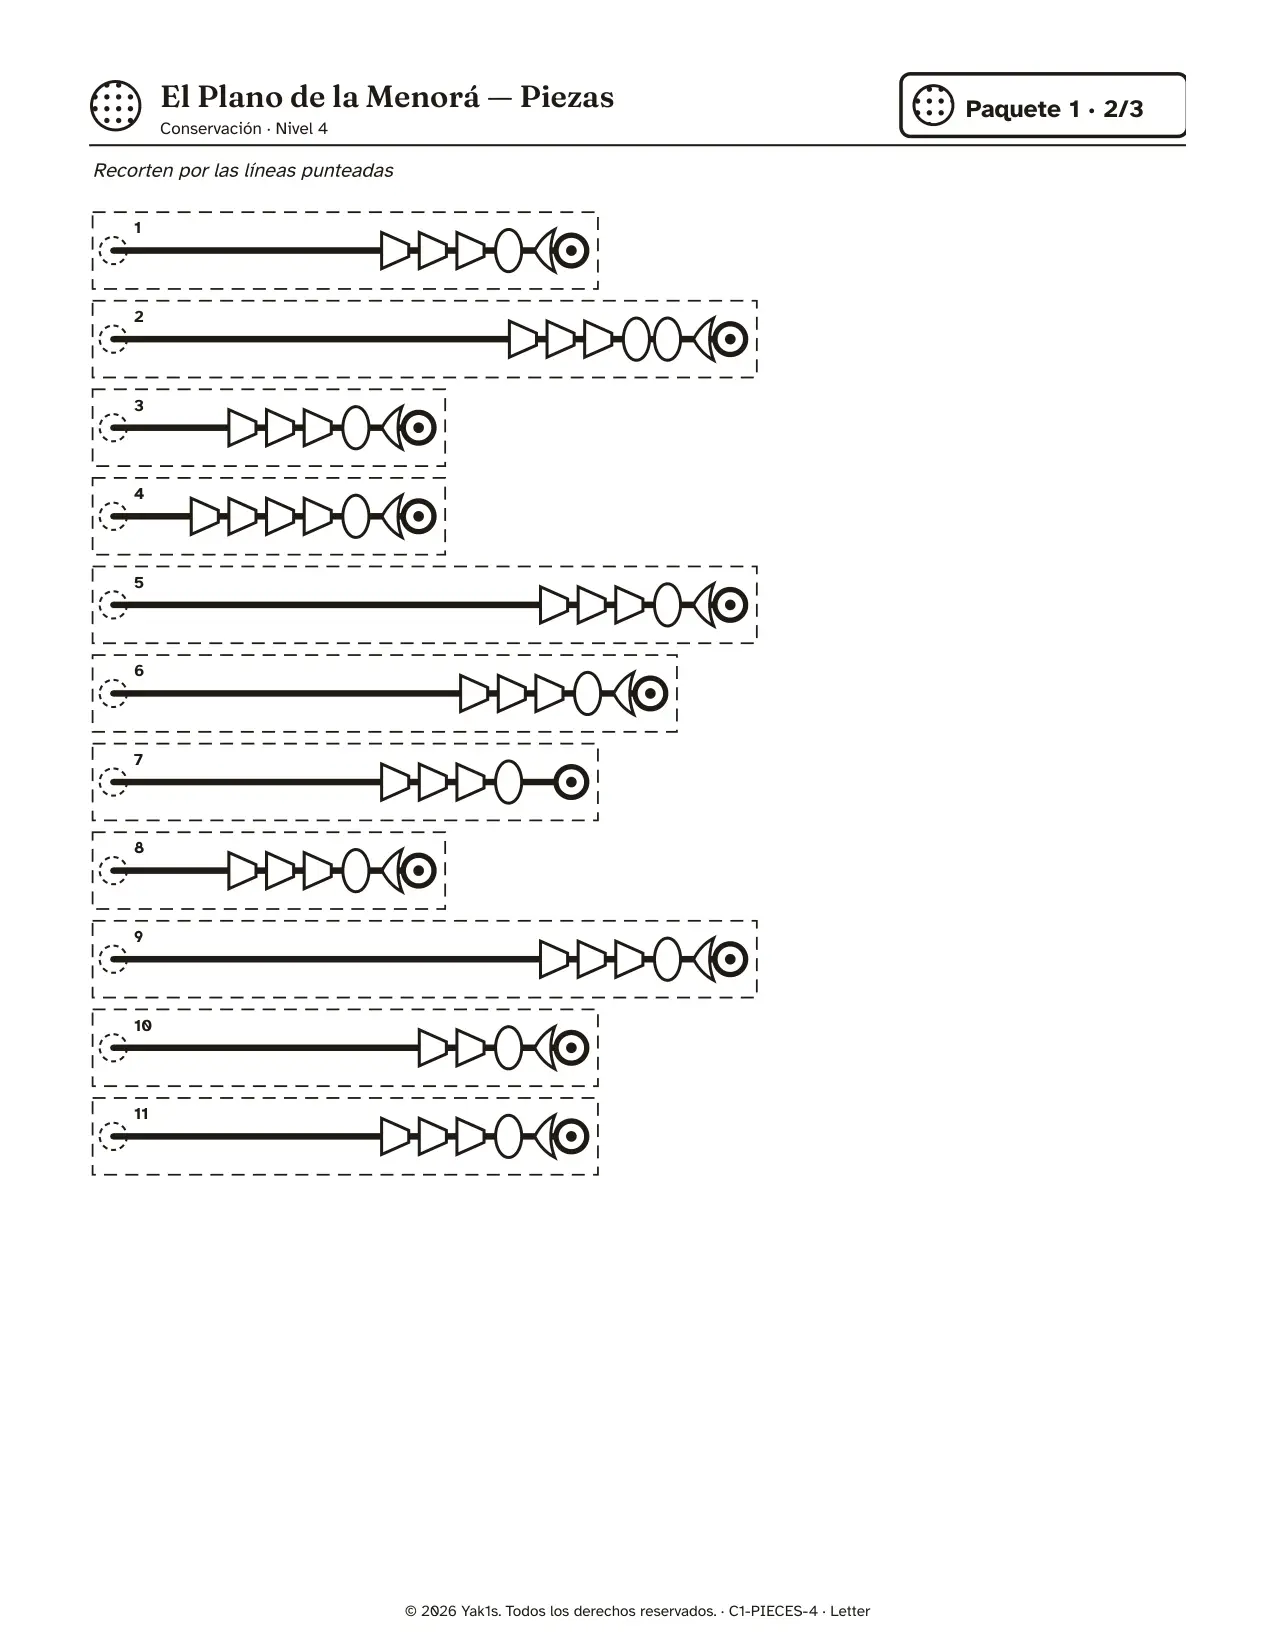 El Plano de la Menorá — Piezas
Conservación · Nivel 4
Paquete 1 · 2/3
Recorten por las líneas punteadas
1
2
3
4
5
6
7
8
9
10
11
© 2026 Yak1s. Todos los derechos reservados. · C1-PIECES-4 · Letter